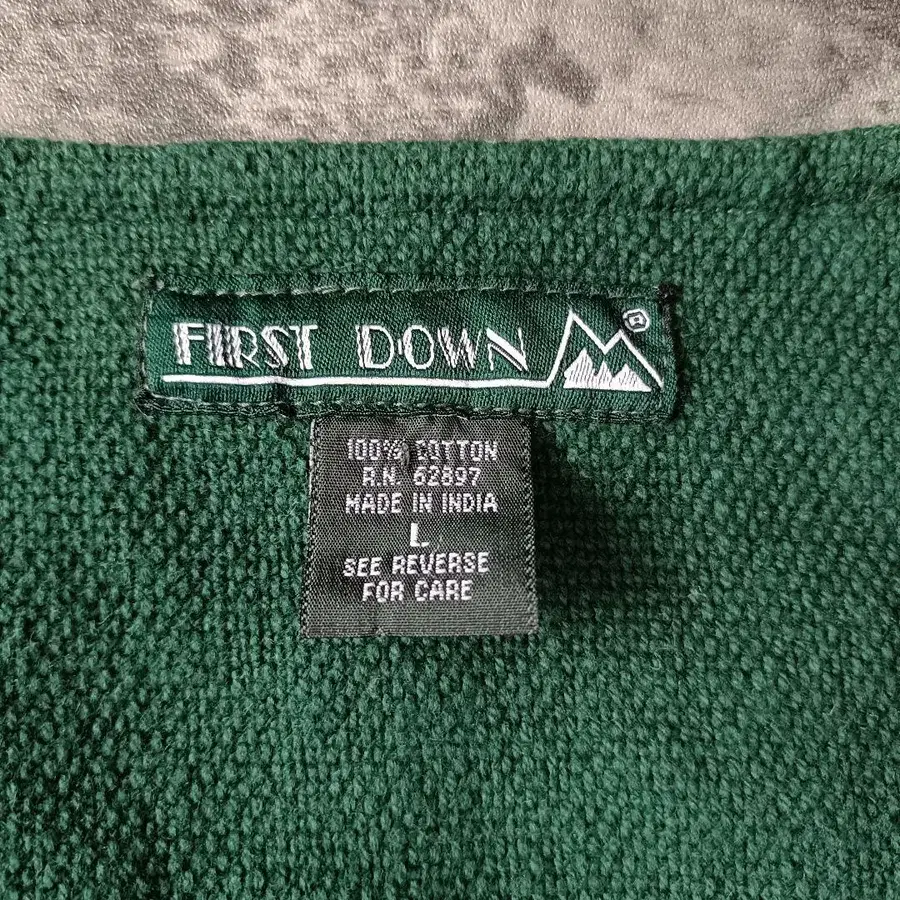 FIRST DOWN ®
100% COTTON
R.N. 62897
MADE IN INDIA
L
SEE REVERSE
FOR CARE